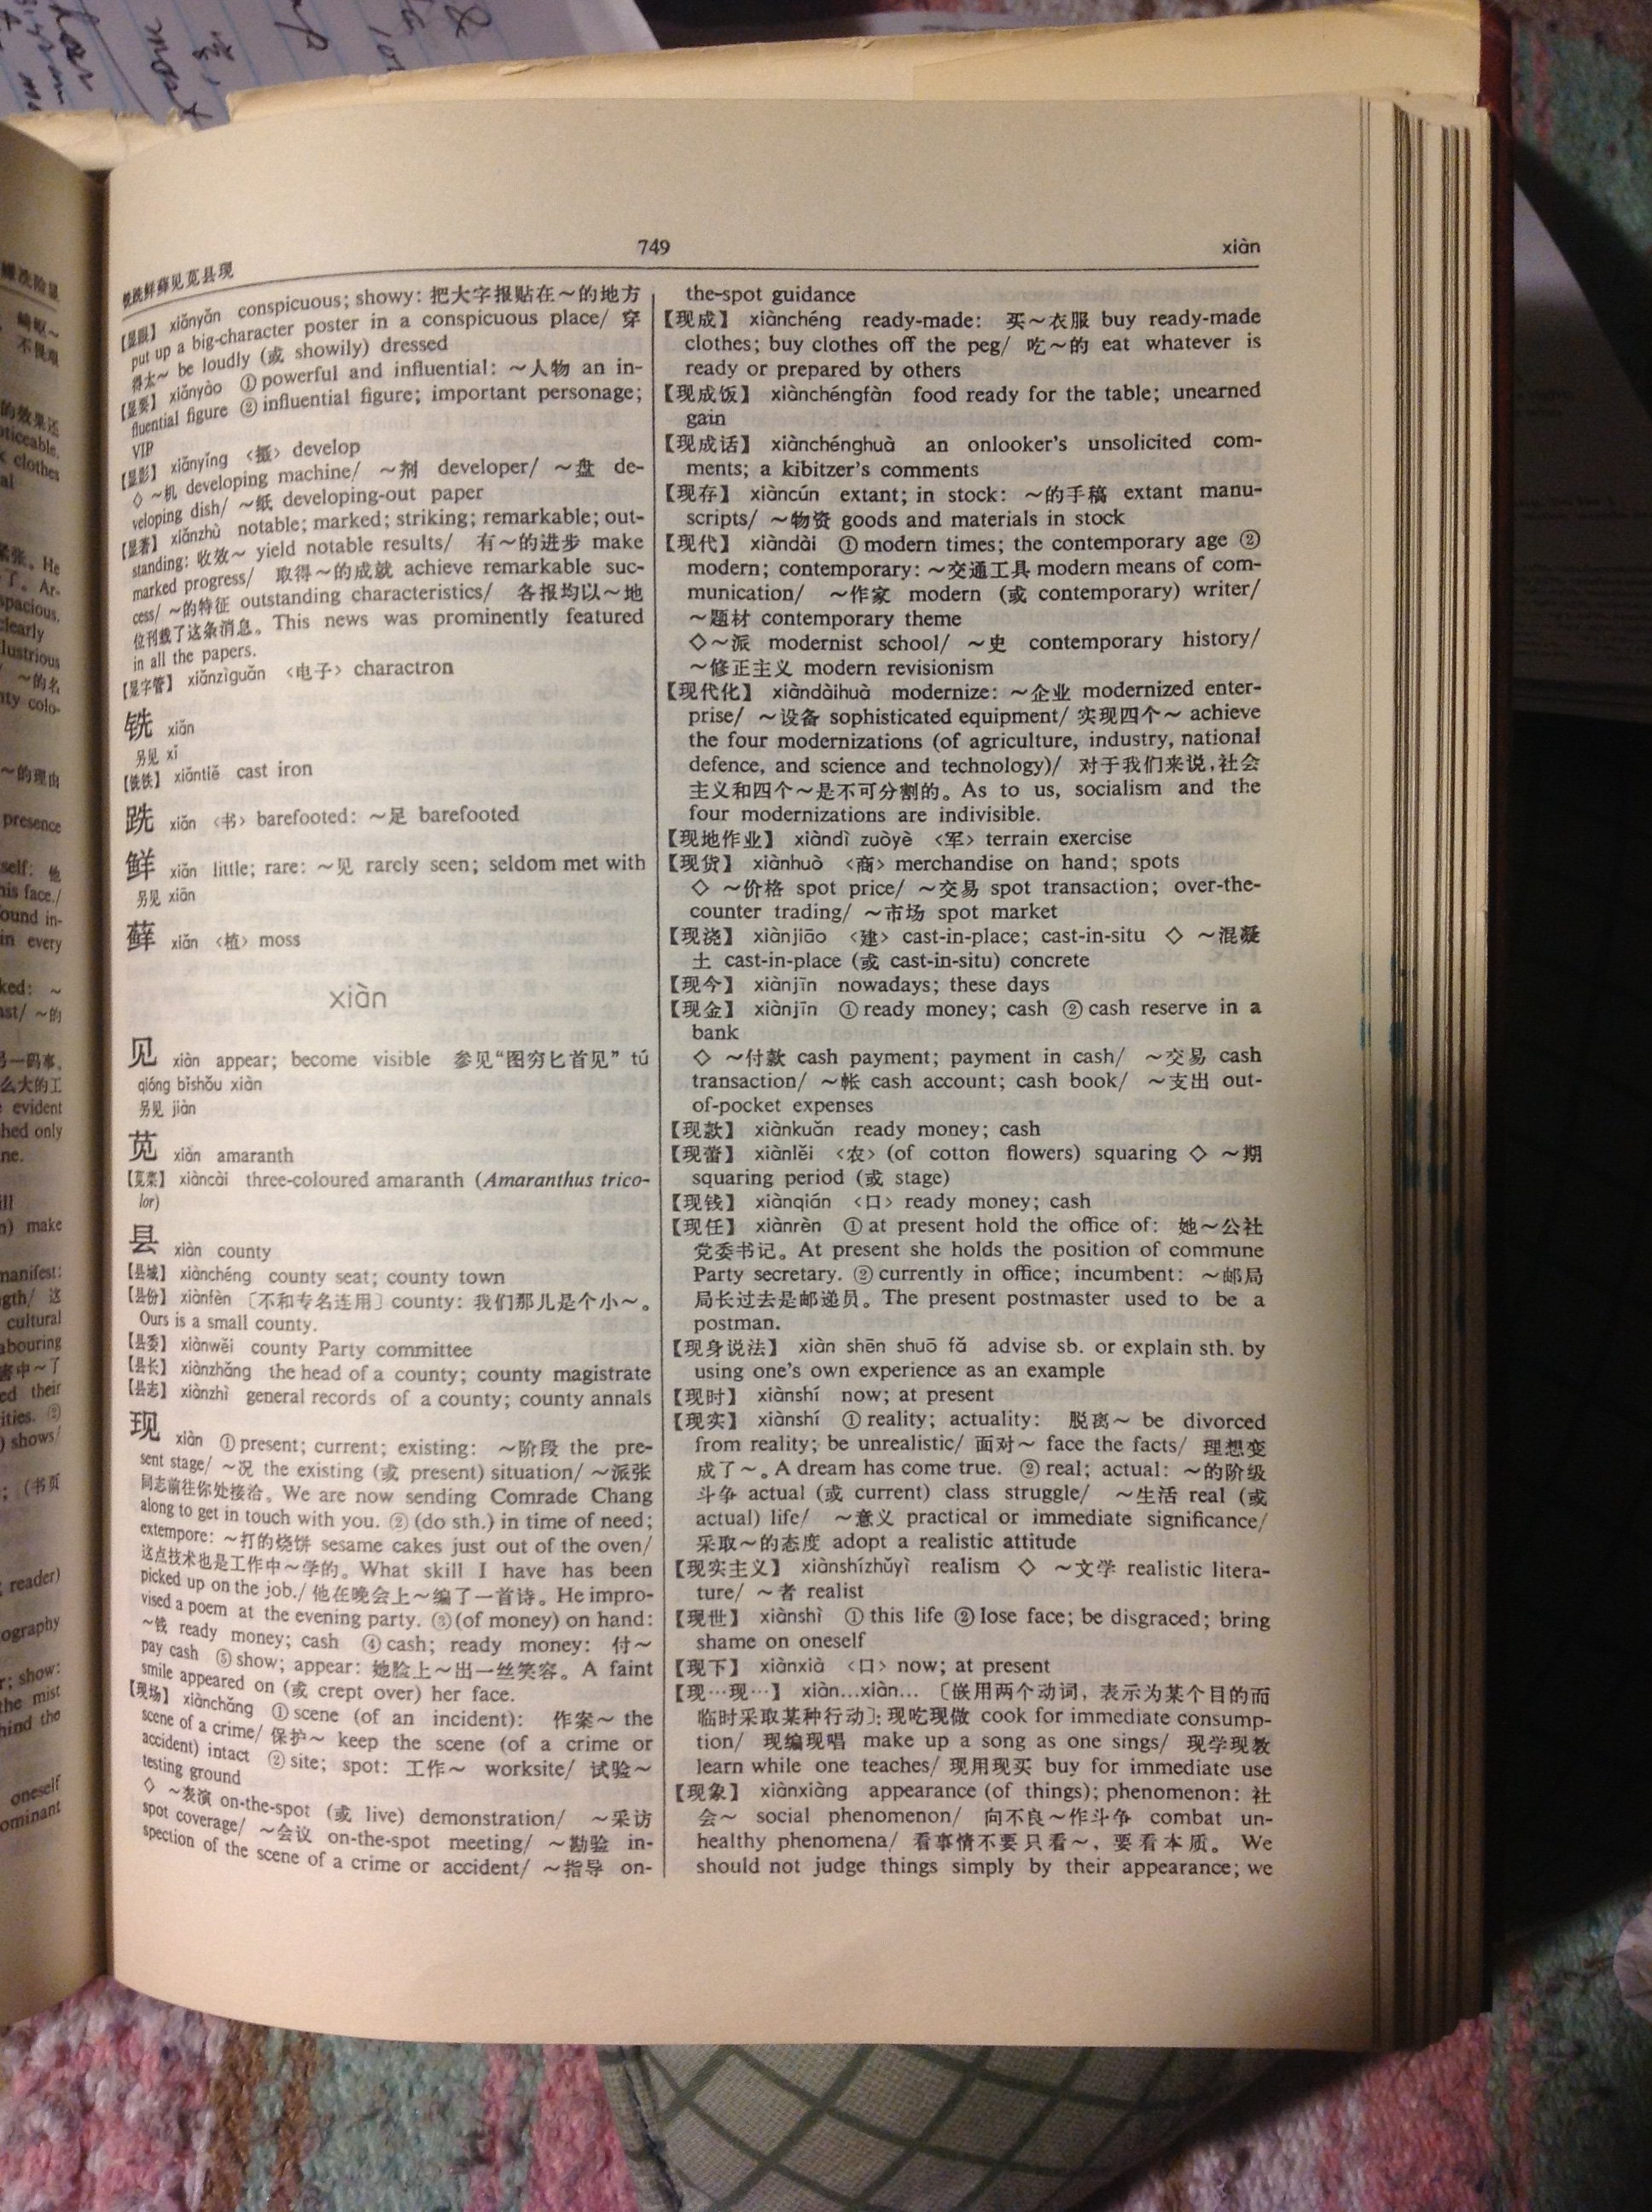 749
xiàn
铣跣鲜藓见苋县现
【显眼】 xiǎnyǎn conspicuous; showy: 把大字报贴在～的地方
put up a big-character poster in a conspicuous place/ 穿
得太～ be loudly (或 showily) dressed
【显要】 xiǎnyào ①powerful and influential: ～人物 an in-
fluential figure ②influential figure; important personage;
VIP
【显影】 xiǎnyǐng 〈摄〉 develop
◇ ～机 developing machine/ ～剂 developer/ ～盘 de-
veloping dish/ ～纸 developing-out paper
【显著】 xiǎnzhù notable; marked; striking; remarkable; out-
standing: 收效～ yield notable results/ 有～的进步 make
marked progress/ 取得～的成就 achieve remarkable suc-
cess/ ～的特征 outstanding characteristics/ 各报均以～地
位刊载了这条消息。This news was prominently featured
in all the papers.
【显字管】 xiǎnzìguǎn 〈电子〉 charactron
铣 xiǎn
另见 xǐ
【铣铁】 xiǎntiě cast iron
跣 xiǎn 〈书〉 barefooted: ～足 barefooted
鲜 xiǎn little; rare: ～见 rarely seen; seldom met with
另见 xiān
藓 xiǎn 〈植〉 moss
xiàn
见 xiàn appear; become visible 参见“图穷匕首见” tú
qióng bǐshǒu xiàn
另见 jiàn
苋 xiàn amaranth
【苋菜】 xiàncài three-coloured amaranth (Amaranthus trico-
lor)
县 xiàn county
【县城】 xiànchéng county seat; county town
【县份】 xiànfèn 〔不和专名连用〕county: 我们那儿是个小～。
Ours is a small county.
【县委】 xiànwěi county Party committee
【县长】 xiànzhǎng the head of a county; county magistrate
【县志】 xiànzhì general records of a county; county annals
现 xiàn ①present; current; existing: ～阶段 the pre-
sent stage/ ～况 the existing (或 present) situation/ ～派张
同志前往你处接洽。We are now sending Comrade Chang
along to get in touch with you. ②(do sth.) in time of need;
extempore: ～打的烧饼 sesame cakes just out of the oven/
这点技术也是工作中～学的。What skill I have has been
picked up on the job./ 他在晚会上～编了一首诗。He impro-
vised a poem at the evening party. ③(of money) on hand:
～钱 ready money; cash ④cash; ready money: 付～
pay cash ⑤show; appear: 她脸上～出一丝笑容。A faint
smile appeared on (或 crept over) her face.
【现场】 xiànchǎng ①scene (of an incident): 作案～ the
scene of a crime/ 保护～ keep the scene (of a crime or
accident) intact ②site; spot: 工作～ worksite/ 试验～
testing ground
◇ ～表演 on-the-spot (或 live) demonstration/ ～采访
spot coverage/ ～会议 on-the-spot meeting/ ～勘验 in-
spection of the scene of a crime or accident/ ～指导 on-
the-spot guidance
【现成】 xiànchéng ready-made: 买～衣服 buy ready-made
clothes; buy clothes off the peg/ 吃～的 eat whatever is
ready or prepared by others
【现成饭】 xiànchéngfàn food ready for the table; unearned
gain
【现成话】 xiànchénghuà an onlooker's unsolicited com-
ments; a kibitzer's comments
【现存】 xiàncún extant; in stock: ～的手稿 extant manu-
scripts/ ～物资 goods and materials in stock
【现代】 xiàndài ①modern times; the contemporary age ②
modern; contemporary: ～交通工具 modern means of com-
munication/ ～作家 modern (或 contemporary) writer/
～题材 contemporary theme
◇～派 modernist school/ ～史 contemporary history/
～修正主义 modern revisionism
【现代化】 xiàndàihuà modernize: ～企业 modernized enter-
prise/ ～设备 sophisticated equipment/ 实现四个～ achieve
the four modernizations (of agriculture, industry, national
defence, and science and technology)/ 对于我们来说,社会
主义和四个～是不可分割的。As to us, socialism and the
four modernizations are indivisible.
【现地作业】 xiàndì zuòyè 〈军〉 terrain exercise
【现货】 xiànhuò 〈商〉 merchandise on hand; spots
◇ ～价格 spot price/ ～交易 spot transaction; over-the-
counter trading/ ～市场 spot market
【现浇】 xiànjiāo 〈建〉 cast-in-place; cast-in-situ ◇ ～混凝
土 cast-in-place (或 cast-in-situ) concrete
【现今】 xiànjīn nowadays; these days
【现金】 xiànjīn ①ready money; cash ②cash reserve in a
bank
◇ ～付款 cash payment; payment in cash/ ～交易 cash
transaction/ ～帐 cash account; cash book/ ～支出 out-
of-pocket expenses
【现款】 xiànkuǎn ready money; cash
【现蕾】 xiànlěi 〈农〉 (of cotton flowers) squaring ◇ ～期
squaring period (或 stage)
【现钱】 xiànqián 〈口〉 ready money; cash
【现任】 xiànrèn ①at present hold the office of: 她～公社
党委书记。At present she holds the position of commune
Party secretary. ②currently in office; incumbent: ～邮局
局长过去是邮递员。The present postmaster used to be a
postman.
【现身说法】 xiàn shēn shuō fǎ advise sb. or explain sth. by
using one's own experience as an example
【现时】 xiànshí now; at present
【现实】 xiànshí ①reality; actuality: 脱离～ be divorced
from reality; be unrealistic/ 面对～ face the facts/ 理想变
成了～。A dream has come true. ②real; actual: ～的阶级
斗争 actual (或 current) class struggle/ ～生活 real (或
actual) life/ ～意义 practical or immediate significance/
采取～的态度 adopt a realistic attitude
【现实主义】 xiànshízhǔyì realism ◇ ～文学 realistic litera-
ture/ ～者 realist
【现世】 xiànshì ①this life ②lose face; be disgraced; bring
shame on oneself
【现下】 xiànxià 〈口〉 now; at present
【现…现…】 xiàn…xiàn… 〔嵌用两个动词, 表示为某个目的而
临时采取某种行动〕: 现吃现做 cook for immediate consump-
tion/ 现编现唱 make up a song as one sings/ 现学现教
learn while one teaches/ 现用现买 buy for immediate use
【现象】 xiànxiàng appearance (of things); phenomenon: 社
会～ social phenomenon/ 向不良～作斗争 combat un-
healthy phenomena/ 看事情不要只看～, 要看本质。 We
should not judge things simply by their appearance; we